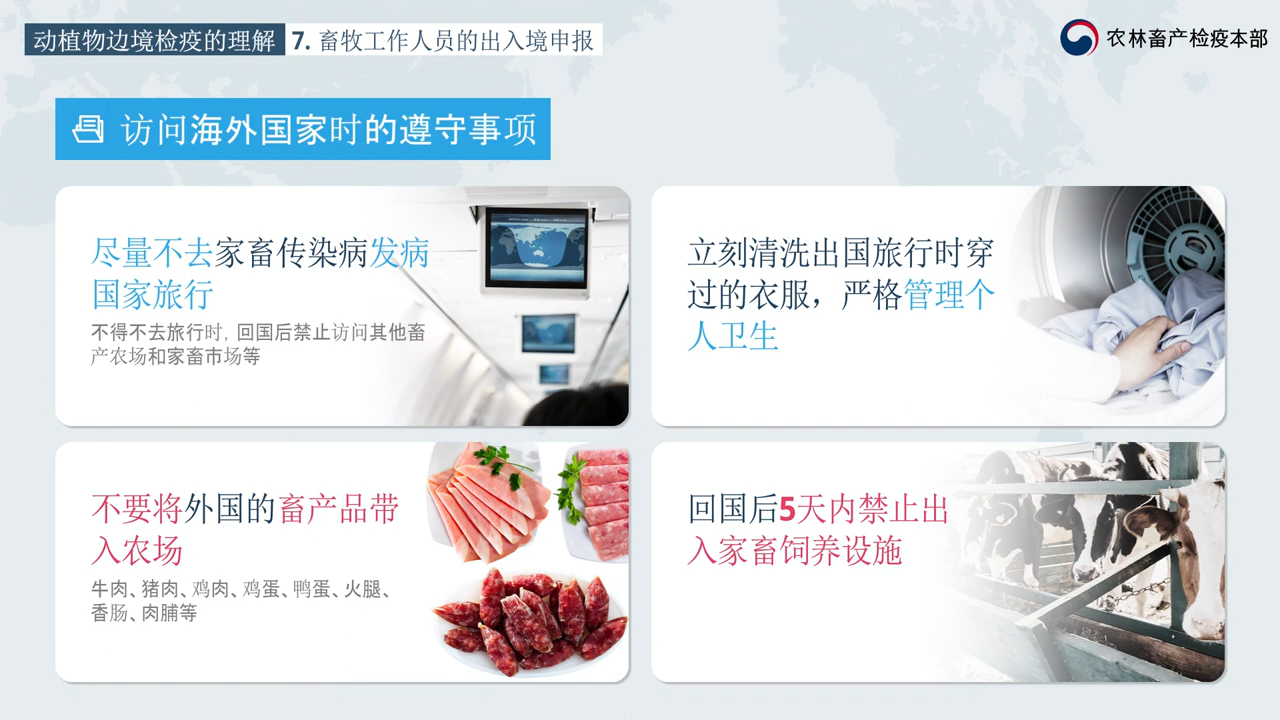 动植物边境检疫的理解 7. 畜牧工作人员的出入境申报
农林畜产检疫本部
访问海外国家时的遵守事项
尽量不去家畜传染病发病
国家旅行
不得不去旅行时, 回国后禁止访问其他畜
产农场和家畜市场等
立刻清洗出国旅行时穿
过的衣服，严格管理个
人卫生
不要将外国的畜产品带
入农场
牛肉、猪肉、鸡肉、鸡蛋、鸭蛋、火腿、
香肠、肉脯等
回国后5天内禁止出
入家畜饲养设施